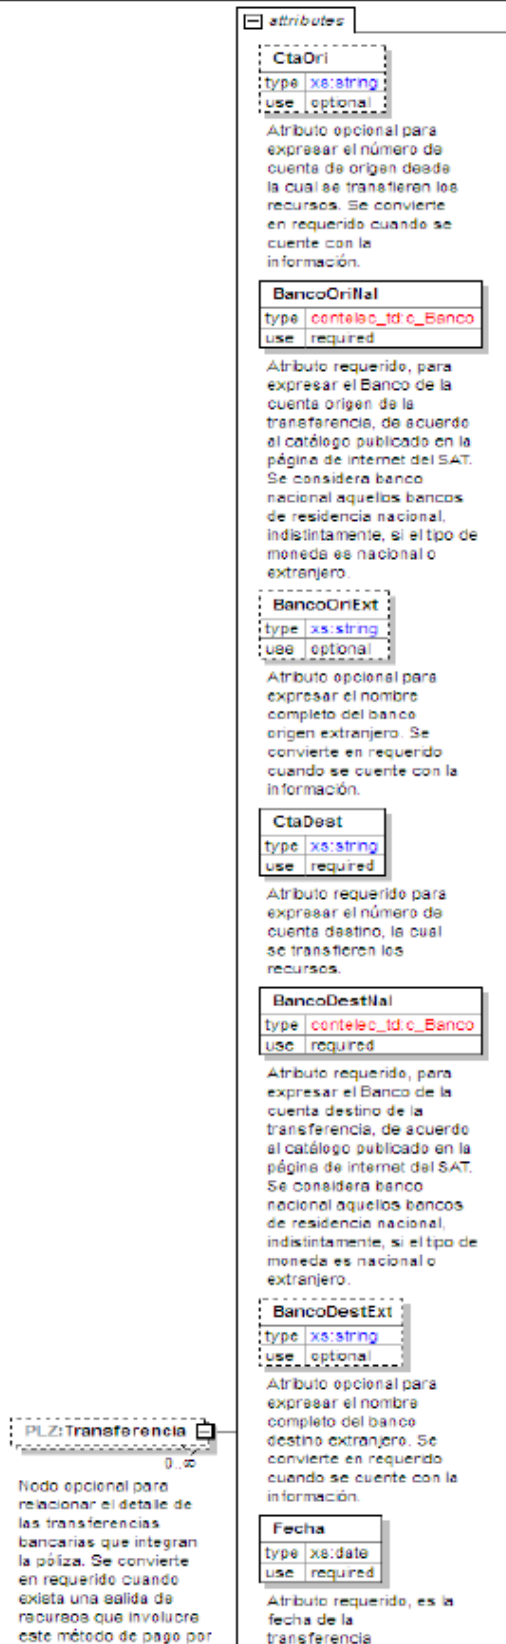 attributes
CtaOri
type xs:string
use optional
Atributo opcional para
expresar el número de
cuenta de origen desde
la cual se transfieren los
recursos. Se convierte
en requerido cuando se
cuente con la
información.
BancoOriNal
type contelec_td:c_Banco
use required
Atributo requerido, para
expresar el Banco de la
cuenta origen de la
transferencia, de acuerdo
al catálogo publicado en la
página de internet del SAT.
Se considera banco
nacional aquellos bancos
de residencia nacional,
indistintamente, si el tipo de
moneda es nacional o
extranjero.
BancoOriExt
type xs:string
use optional
Atributo opcional para
expresar el nombre
completo del banco
origen extranjero. Se
convierte en requerido
cuando se cuente con la
información.
CtaDest
type xs:string
use required
Atributo requerido para
expresar el número de
cuenta destino, la cual
se transfieren los
recursos.
BancoDestNal
type contelec_td:c_Banco
use required
Atributo requerido, para
expresar el Banco de la
cuenta destino de la
transferencia, de acuerdo
al catálogo publicado en la
página de internet del SAT.
Se considera banco
nacional aquellos bancos
de residencia nacional,
indistintamente, si el tipo de
moneda es nacional o
extranjero.
BancoDestExt
type xs:string
use optional
Atributo opcional para
expresar el nombre
completo del banco
destino extranjero. Se
convierte en requerido
cuando se cuente con la
información.
Fecha
type xs:date
use required
Atributo requerido, es la
fecha de la
transferencia
PLZ:Transferencia
0..∞
Nodo opcional para
relacionar el detalle de
las transferencias
bancarias que integran
la póliza. Se convierte
en requerido cuando
exista una salida de
recursos que involucre
este método de pago por